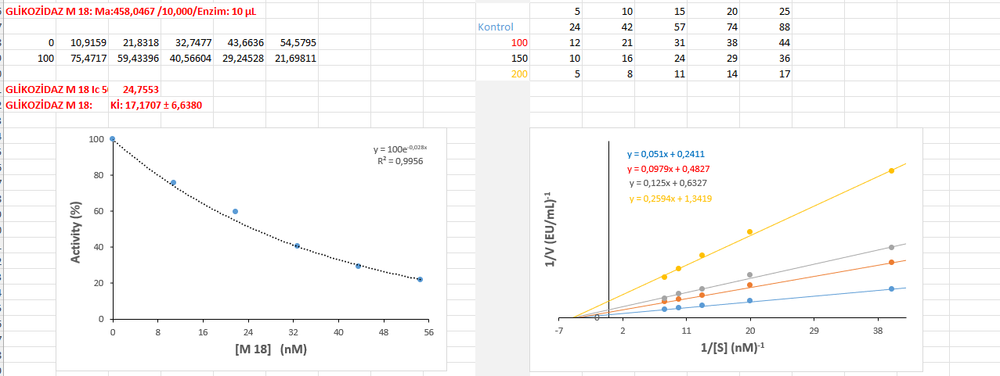 GLİKOZİDAZ M 18: Ma:458,0467 /10,000/Enzim: 10 µL
5 10 15 20 25
Kontrol 24 42 57 74 88
0 10,9159 21,8318 32,7477 43,6636 54,5795
100 12 21 31 38 44
100 75,4717 59,43396 40,56604 29,24528 21,69811
150 10 16 24 29 36
200 5 8 11 14 17
GLİKOZİDAZ M 18 Ic 5 24,7553
GLİKOZİDAZ M 18: Kİ: 17,1707 ± 6,6380
y = 100e^-0,028x
R² = 0,9956
100
80
60
40
20
0
Activity (%)
0 8 16 24 32 40 48 56
[M 18] (nM)
y = 0,051x + 0,2411
y = 0,0979x + 0,4827
y = 0,125x + 0,6327
y = 0,2594x + 1,3419
1/V (EU/mL)⁻¹
0
-7 2 11 20 29 38
1/[S] (nM)⁻¹